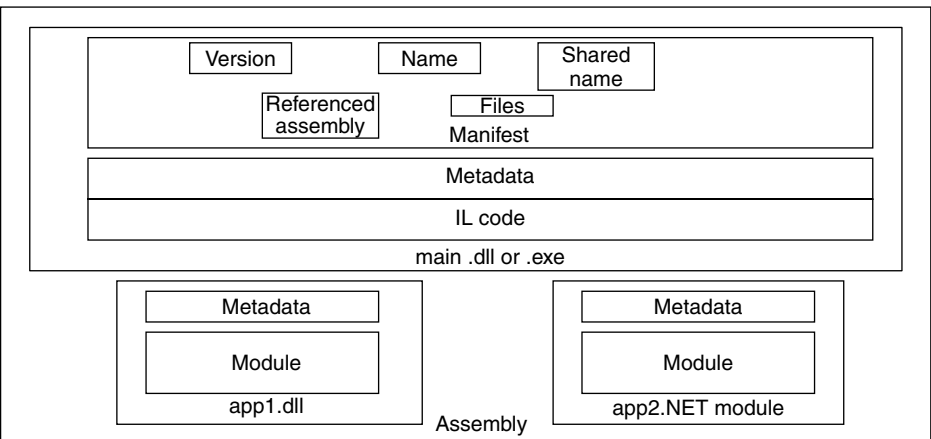 Version
Name
Shared
name
Referenced
assembly
Files
Manifest
Metadata
IL code
main .dll or .exe
Metadata
Module
app1.dll
Metadata
Module
app2.NET module
Assembly